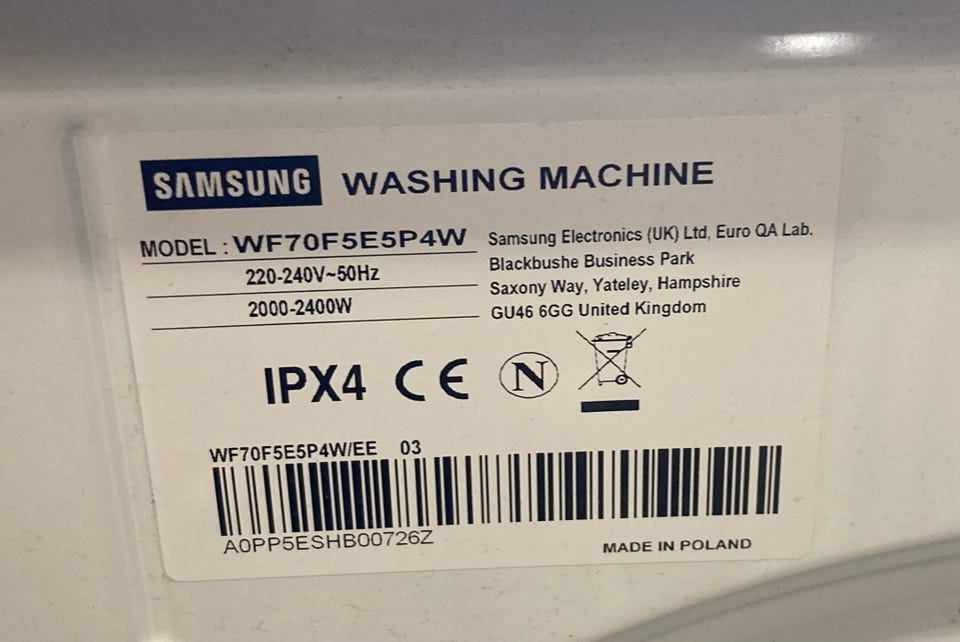 SAMSUNG WASHING MACHINE
MODEL : WF70F5E5P4W
220-240V~50Hz
2000-2400W
Samsung Electronics (UK) Ltd, Euro QA Lab.
Blackbushe Business Park
Saxony Way, Yateley, Hampshire
GU46 6GG United Kingdom
IPX4 CE N
WF70F5E5P4W/EE 03
A0PP5ESHB00726Z
MADE IN POLAND